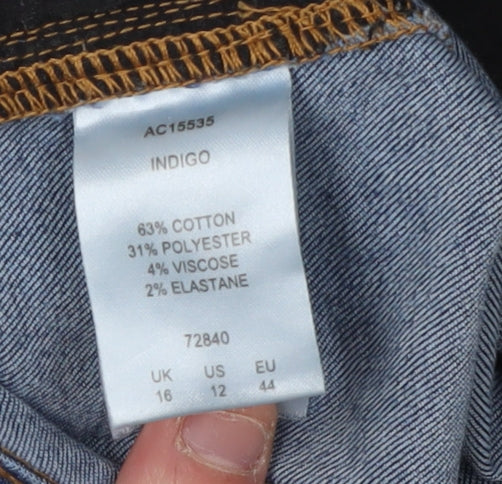 AC15535
INDIGO
63% COTTON
31% POLYESTER
4% VISCOSE
2% ELASTANE
72840
UK US EU
16 12 44